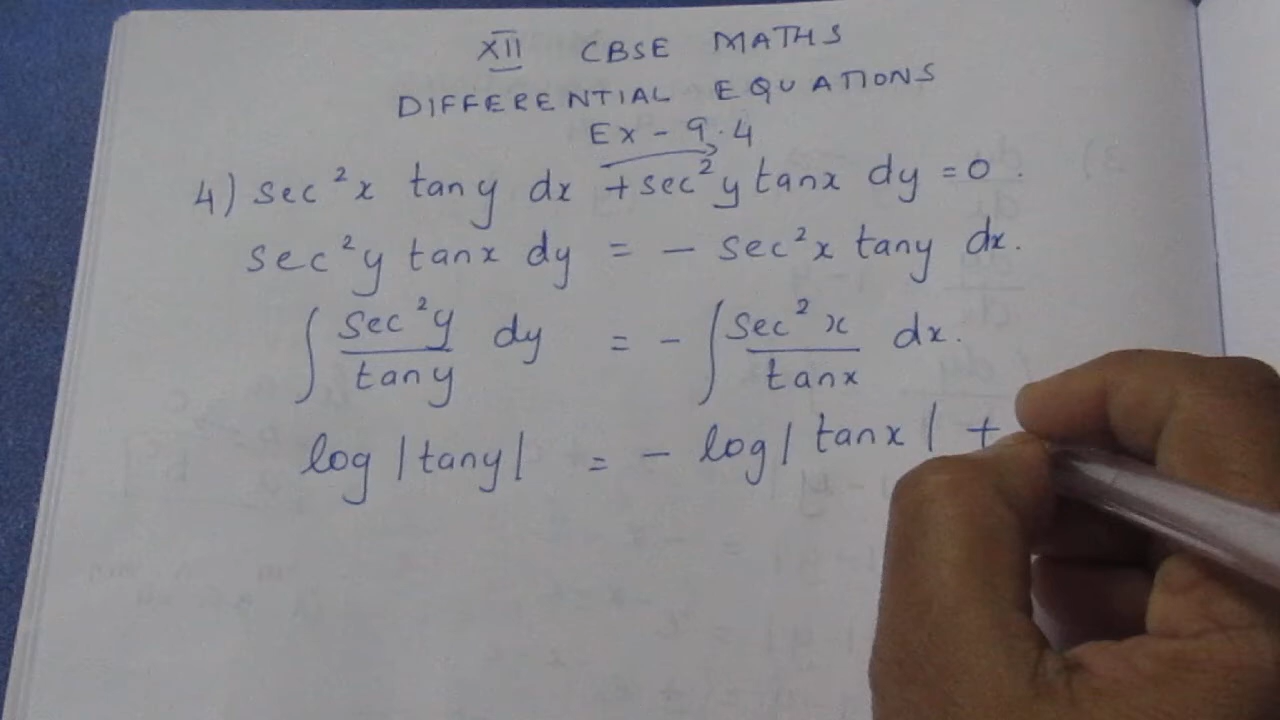 XII CBSE MATHS
DIFFERENTIAL EQUATIONS
Ex - 9.4
4) sec²x tany dx + sec²y tanx dy = 0.
sec²y tanx dy = - sec²x tany dx.
∫ sec²y/tany dy = - ∫ sec²x/tanx dx.
log |tany| = - log | tanx | +